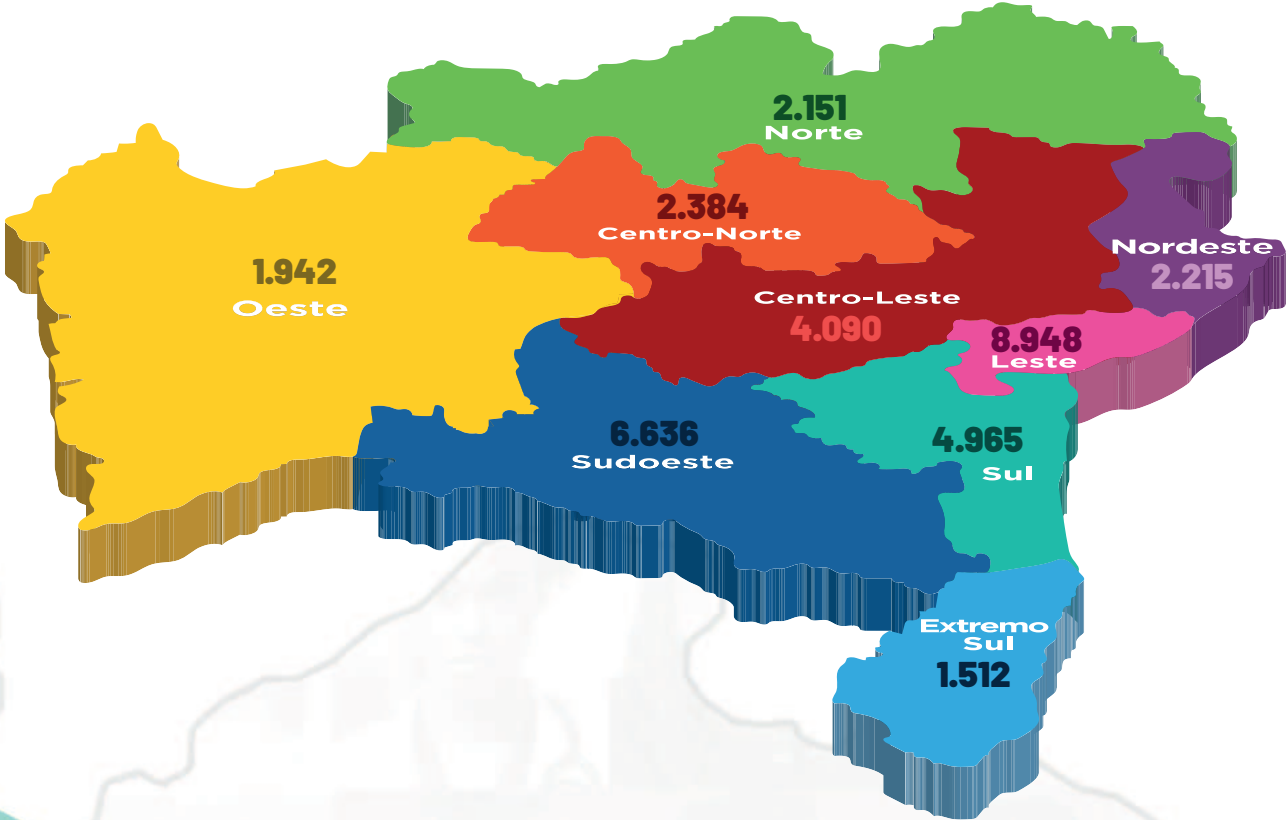 2.151
Norte
2.384
Centro-Norte
1.942
Oeste
Nordeste
2.215
Centro-Leste
4.090
8.948
Leste
6.636
Sudoeste
4.965
Sul
Extremo
Sul
1.512